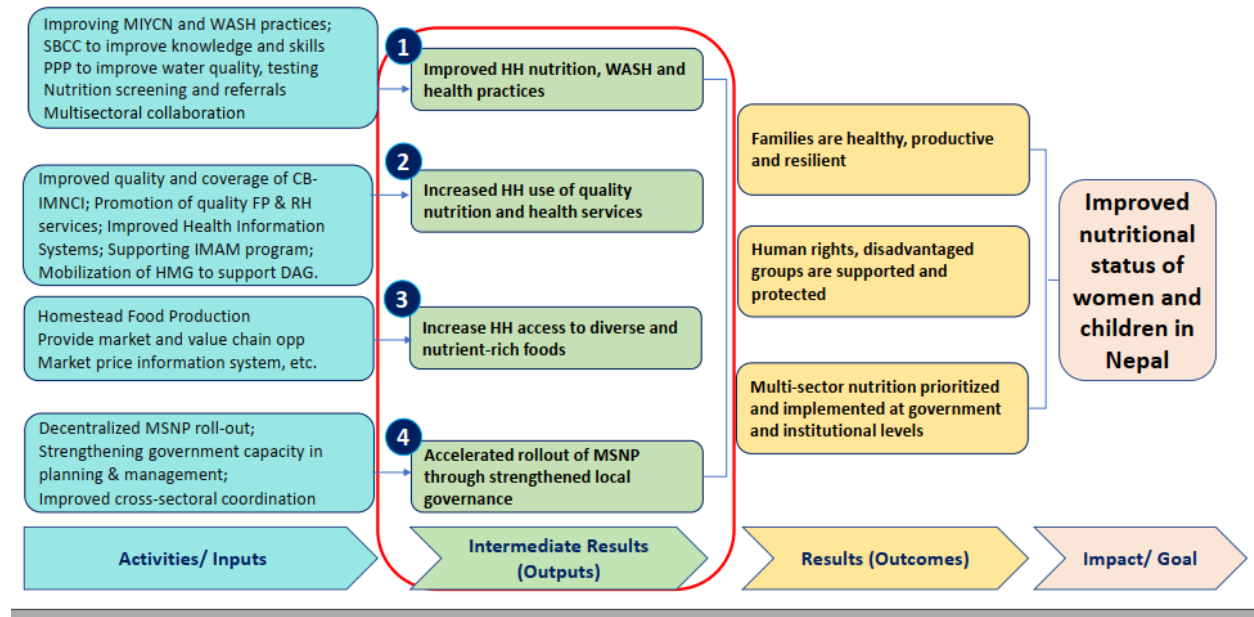 Improving MIYCN and WASH practices;
SBCC to improve knowledge and skills
PPP to improve water quality, testing
Nutrition screening and referrals
Multisectoral collaboration
1
Improved HH nutrition, WASH and
health practices
Improved quality and coverage of CB-
IMNCI; Promotion of quality FP & RH
services; Improved Health Information
Systems; Supporting IMAM program;
Mobilization of HMG to support DAG.
2
Increased HH use of quality
nutrition and health services
Homestead Food Production
Provide market and value chain opp
Market price information system, etc.
3
Increase HH access to diverse and
nutrient-rich foods
Decentralized MSNP roll-out;
Strengthening government capacity in
planning & management;
Improved cross-sectoral coordination
4
Accelerated rollout of MSNP
through strengthened local
governance
Families are healthy, productive
and resilient
Human rights, disadvantaged
groups are supported and
protected
Multi-sector nutrition prioritized
and implemented at government
and institutional levels
Improved
nutritional
status of
women and
children in
Nepal
Activities/ Inputs
Intermediate Results
(Outputs)
Results (Outcomes)
Impact/ Goal